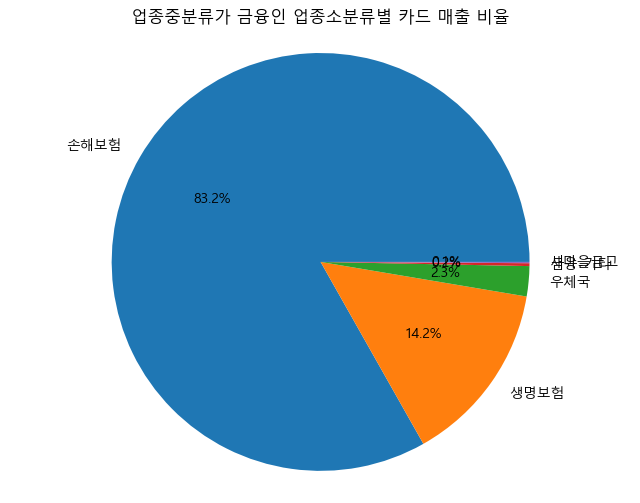 업종중분류가 금융인 업종소분류별 카드 매출 비율
손해보험
83.2%
2.3%
우체국
14.2%
생명보험